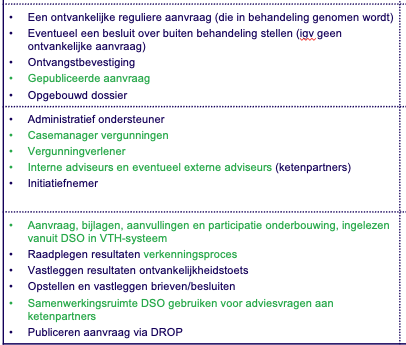 • Een ontvankelijke reguliere aanvraag (die in behandeling genomen wordt)
• Eventueel een besluit over buiten behandeling stellen (igv geen
ontvankelijke aanvraag)
• Ontvangstbevestiging
• Gepubliceerde aanvraag
• Opgebouwd dossier
• Administratief ondersteuner
• Casemanager vergunningen
• Vergunningverlener
• Interne adviseurs en eventueel externe adviseurs (ketenpartners)
• Initiatiefnemer
• Aanvraag, bijlagen, aanvullingen en participatie onderbouwing, ingelezen
vanuit DSO in VTH-systeem
• Raadplegen resultaten verkenningsproces
• Vastleggen resultaten ontvankelijkheidstoets
• Opstellen en vastleggen brieven/besluiten
• Samenwerkingsruimte DSO gebruiken voor adviesvragen aan
ketenpartners
• Publiceren aanvraag via DROP